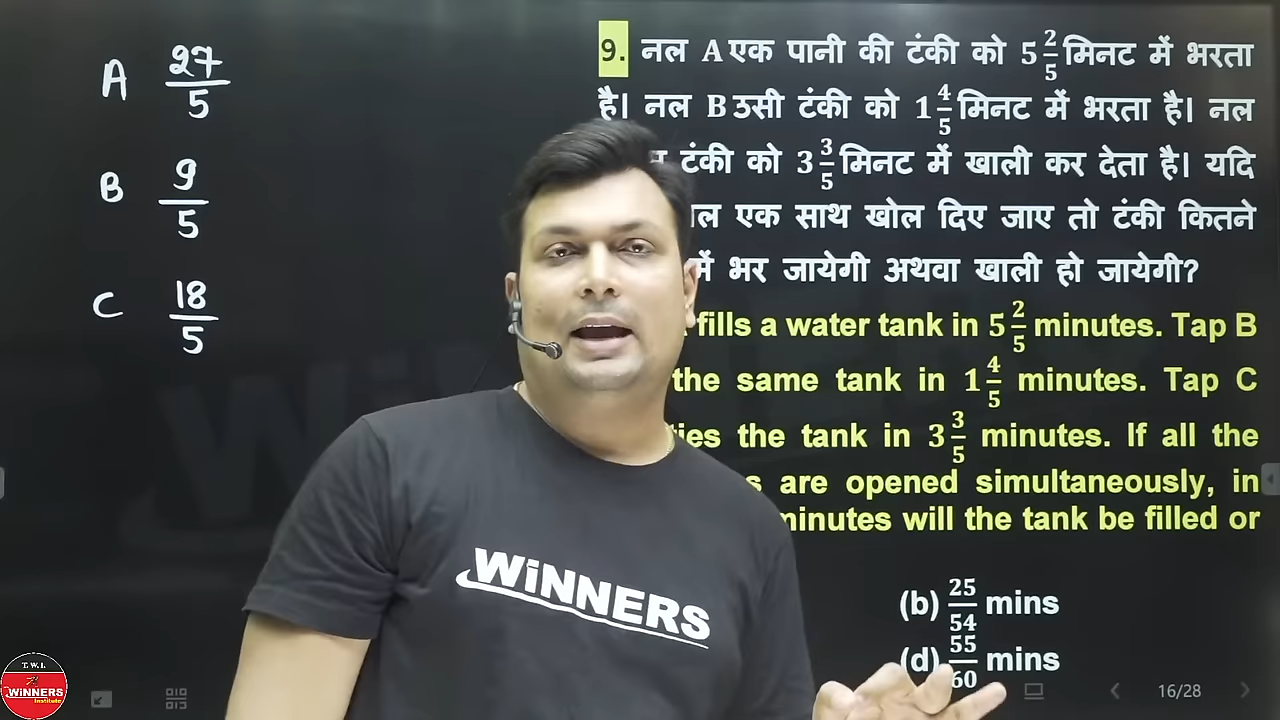 A 27/5
B 9/5
C 18/5
9. नल A एक पानी की टंकी को 5 2/5 मिनट में भरता
है। नल B उसी टंकी को 1 4/5 मिनट में भरता है। नल
टंकी को 3 3/5 मिनट में खाली कर देता है। यदि
एक साथ खोल दिए जाए तो टंकी कितने
में भर जायेगी अथवा खाली हो जायेगी?
fills a water tank in 5 2/5 minutes. Tap B
the same tank in 1 4/5 minutes. Tap C
the tank in 3 3/5 minutes. If all the
are opened simultaneously, in
minutes will the tank be filled or
(b) 25/54 mins
(d) 55/60 mins
WiNNERS
T.W.I.
WiNNERS
Institute
16/28